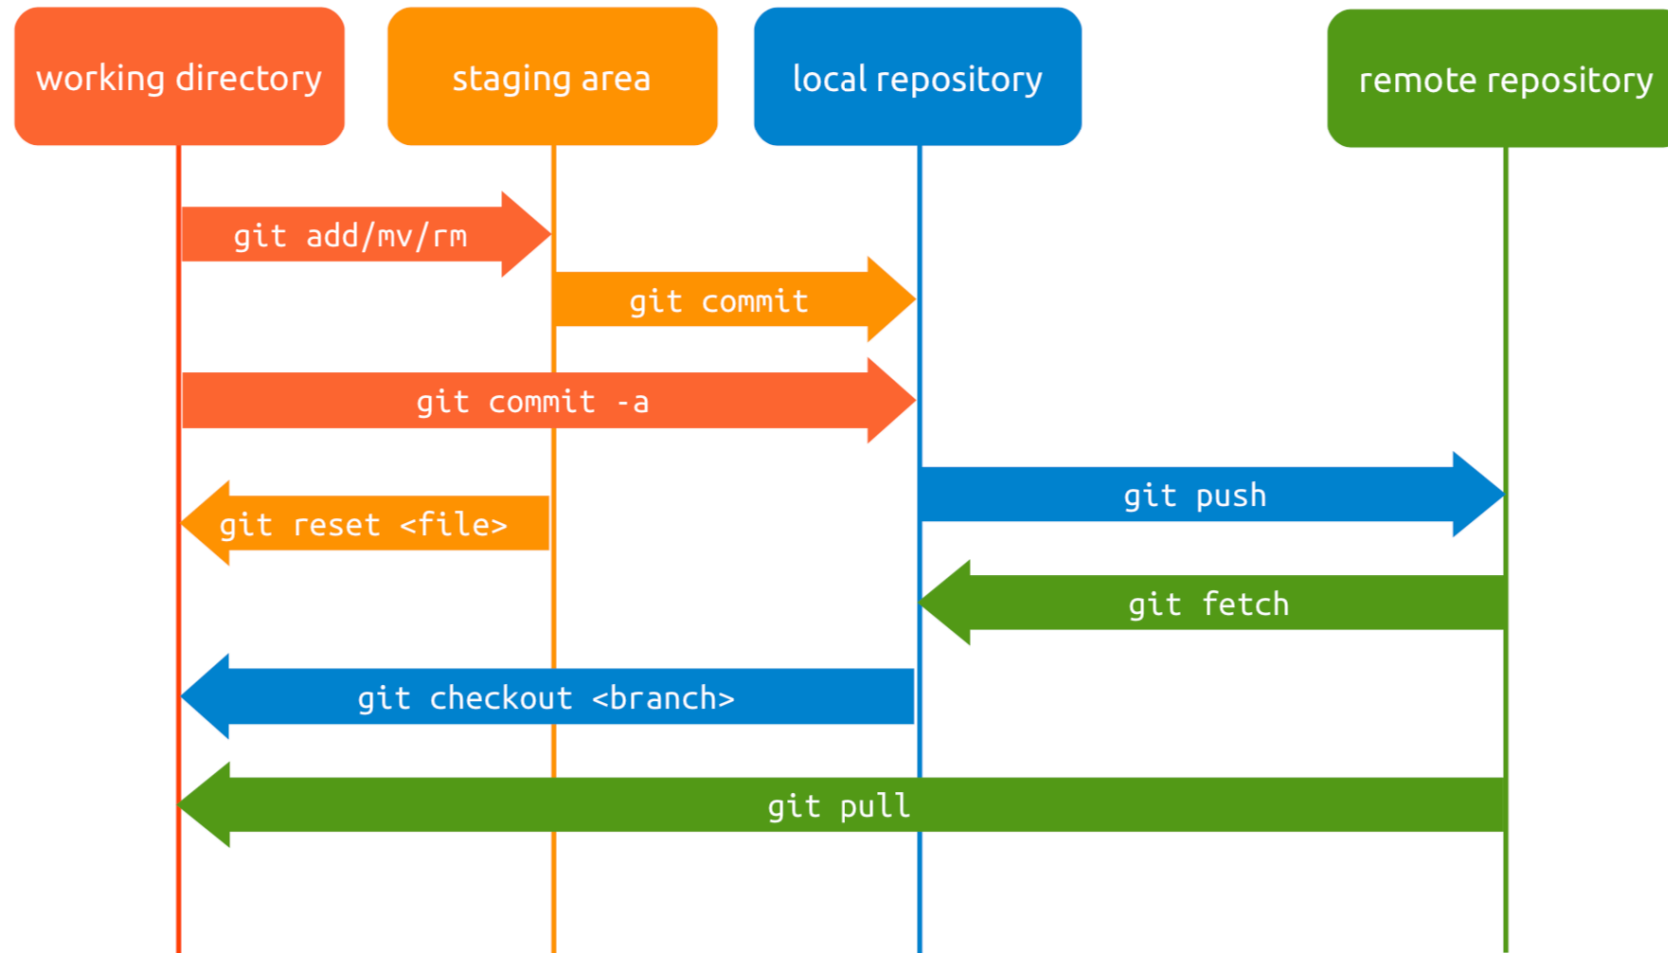 working directory
staging area
local repository
remote repository
git add/mv/rm
git commit
git commit -a
git push
git reset <file>
git fetch
git checkout <branch>
git pull